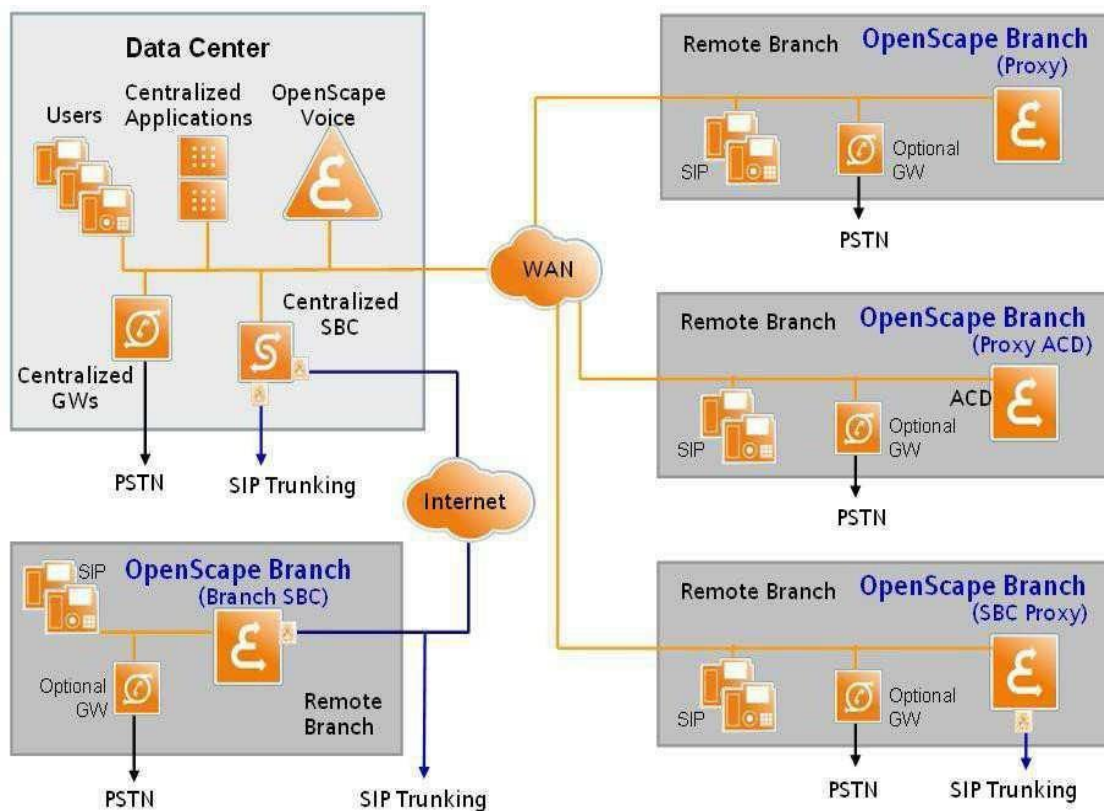 Data Center
Users
Centralized
Applications
OpenScape
Voice
Centralized
SBC
Centralized
GWs
PSTN
SIP Trunking
WAN
Internet
Remote Branch
OpenScape Branch
(Proxy)
SIP
Optional
GW
PSTN
Remote Branch
OpenScape Branch
(Proxy ACD)
ACD
SIP
Optional
GW
PSTN
OpenScape Branch
(Branch SBC)
SIP
Optional
GW
Remote
Branch
PSTN
SIP Trunking
Remote Branch
OpenScape Branch
(SBC Proxy)
SIP
Optional
GW
PSTN
SIP Trunking